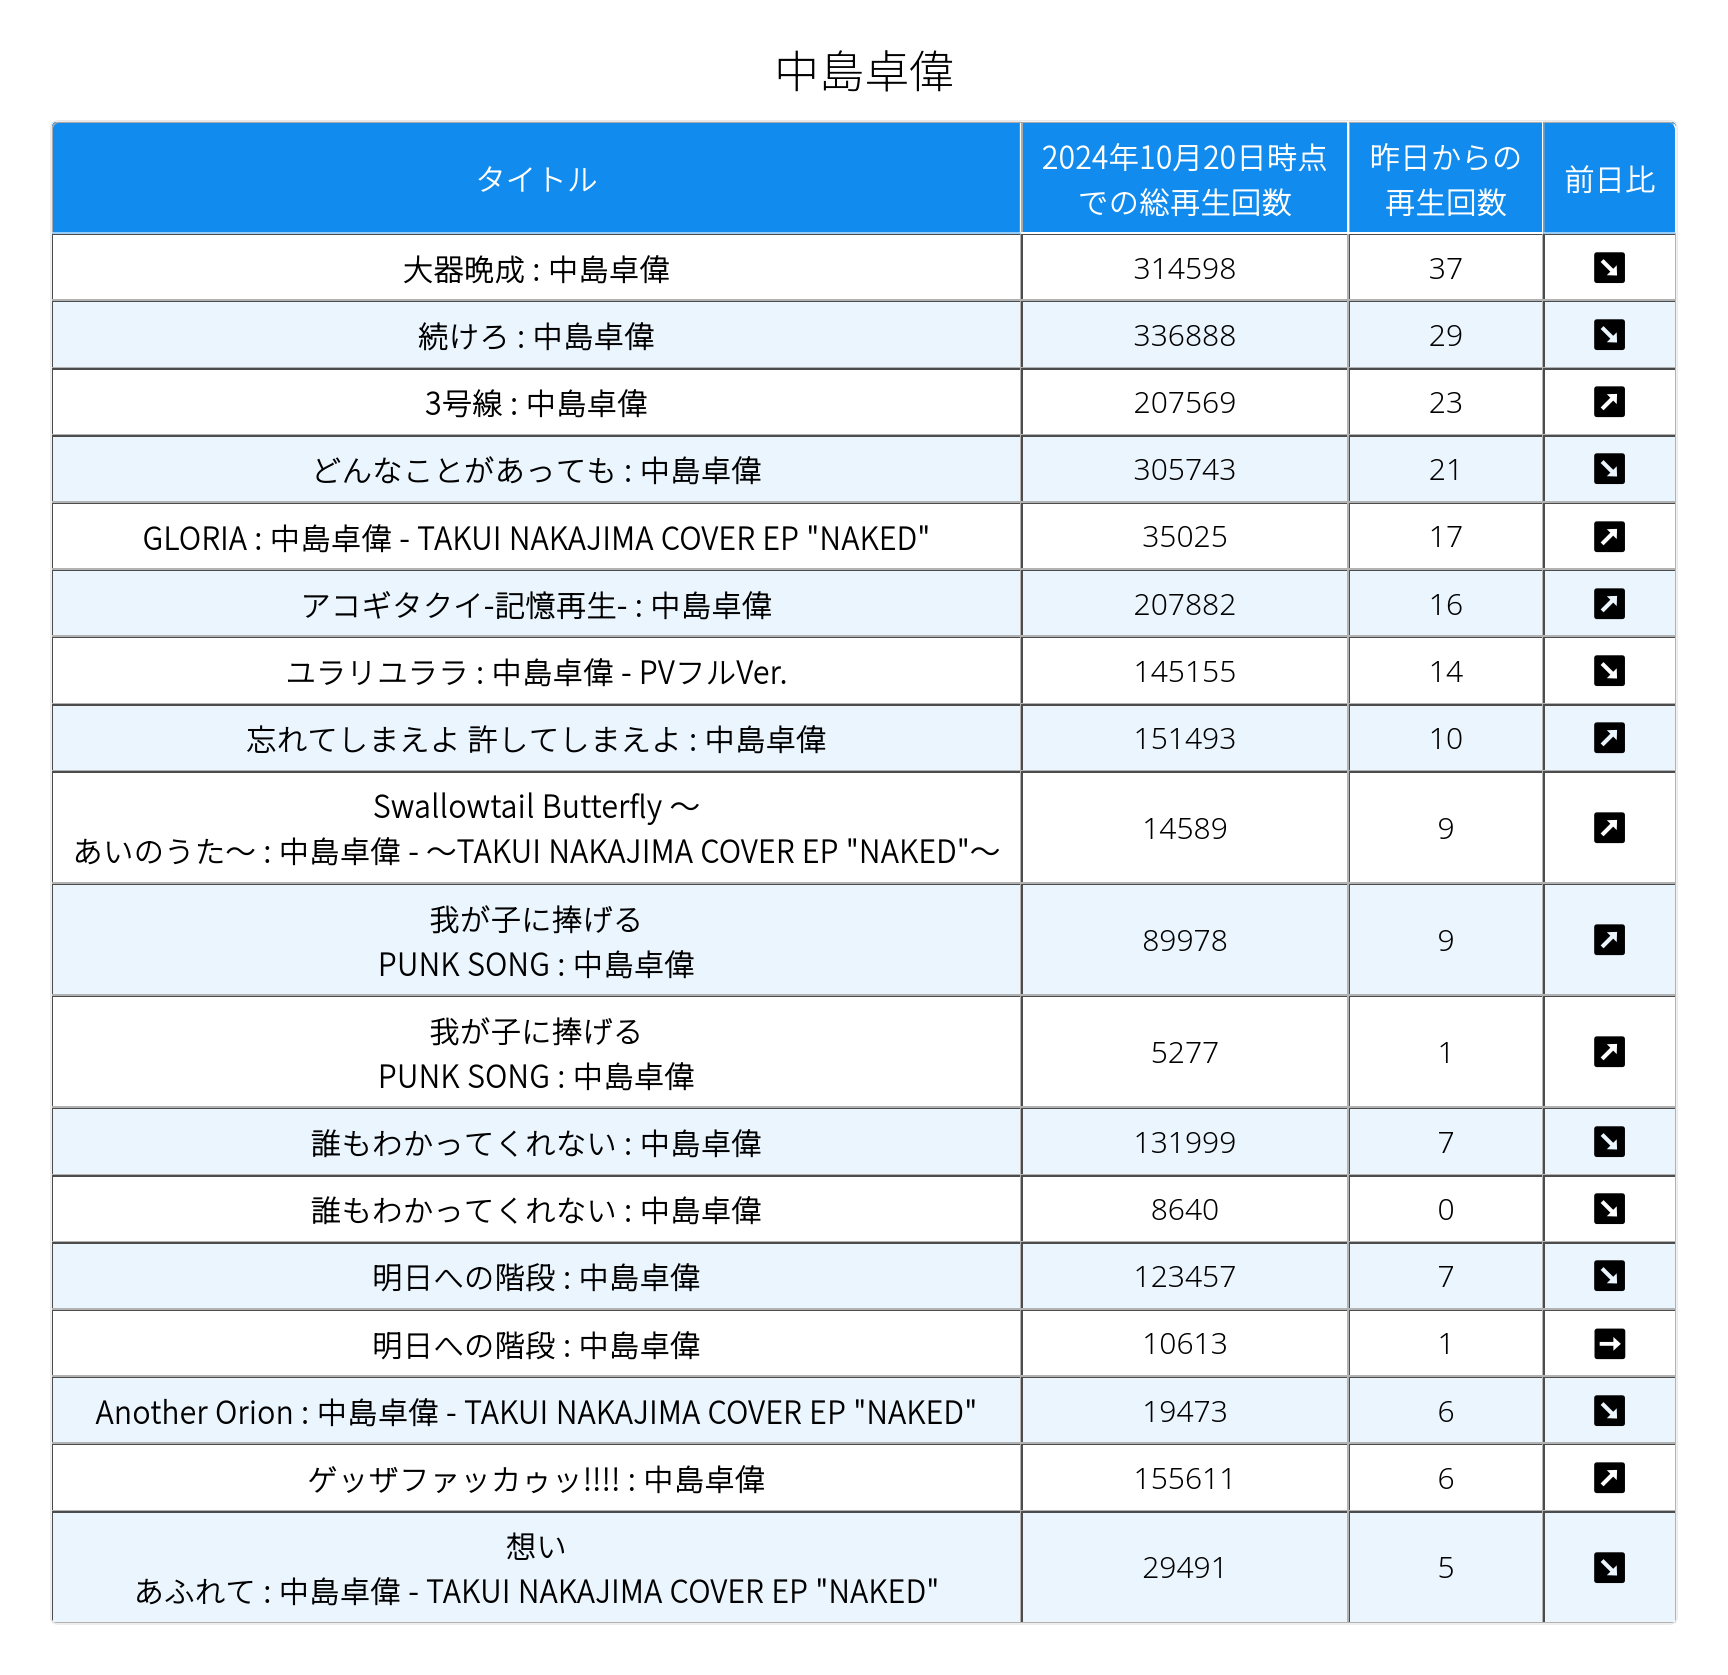 中島卓偉
タイトル
2024年10月20日時点
での総再生回数
昨日からの
再生回数
前日比
大器晩成 : 中島卓偉
314598
37
続けろ : 中島卓偉
336888
29
3号線 : 中島卓偉
207569
23
どんなことがあっても : 中島卓偉
305743
21
GLORIA : 中島卓偉 - TAKUI NAKAJIMA COVER EP "NAKED"
35025
17
アコギタクイ-記憶再生- : 中島卓偉
207882
16
ユラリユララ : 中島卓偉 - PVフルVer.
145155
14
忘れてしまえよ 許してしまえよ : 中島卓偉
151493
10
Swallowtail Butterfly ～
あいのうた～ : 中島卓偉 - ～TAKUI NAKAJIMA COVER EP "NAKED"～
14589
9
我が子に捧げる
PUNK SONG : 中島卓偉
89978
9
我が子に捧げる
PUNK SONG : 中島卓偉
5277
1
誰もわかってくれない : 中島卓偉
131999
7
誰もわかってくれない : 中島卓偉
8640
0
明日への階段 : 中島卓偉
123457
7
明日への階段 : 中島卓偉
10613
1
Another Orion : 中島卓偉 - TAKUI NAKAJIMA COVER EP "NAKED"
19473
6
ゲッザファッカゥッ!!!! : 中島卓偉
155611
6
想い
あふれて : 中島卓偉 - TAKUI NAKAJIMA COVER EP "NAKED"
29491
5